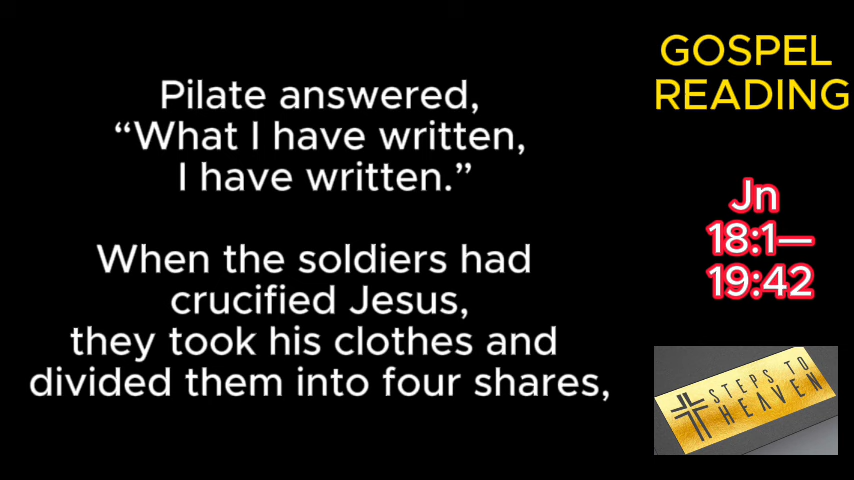 Pilate answered,
“What I have written,
I have written.”
When the soldiers had
crucified Jesus,
they took his clothes and
divided them into four shares,
GOSPEL
READING
Jn
18:1—
19:42
STEPS TO
HEAVEN